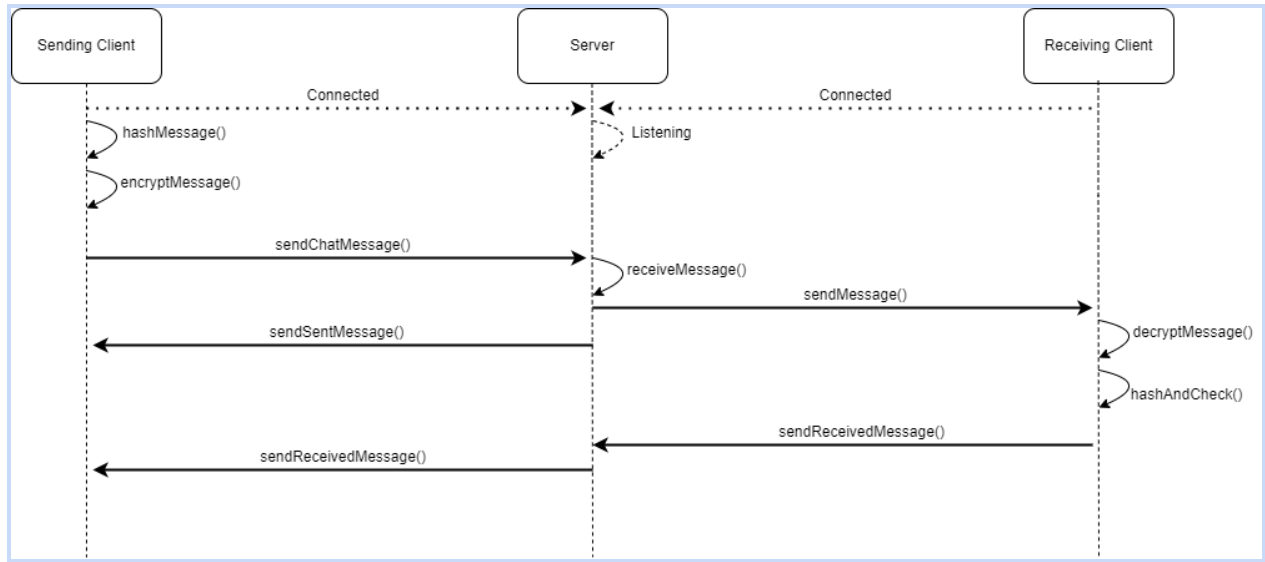 Sending Client
Server
Receiving Client
Connected
Connected
hashMessage()
Listening
encryptMessage()
sendChatMessage()
receiveMessage()
sendMessage()
sendSentMessage()
decryptMessage()
hashAndCheck()
sendReceivedMessage()
sendReceivedMessage()